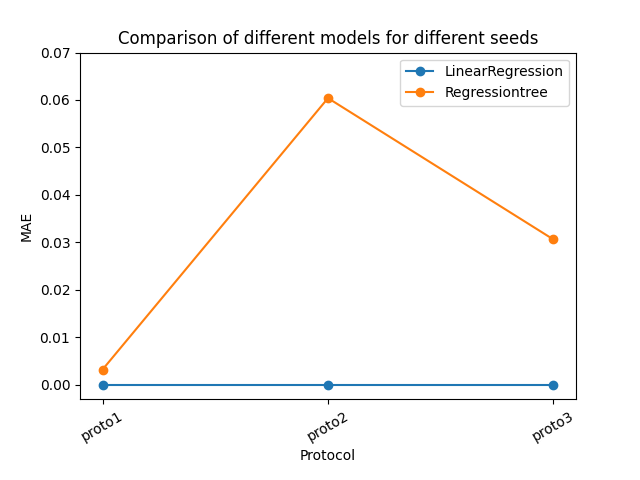 Comparison of different models for different seeds
LinearRegression
Regressiontree
MAE
0.07
0.06
0.05
0.04
0.03
0.02
0.01
0.00
proto1
proto2
proto3
Protocol